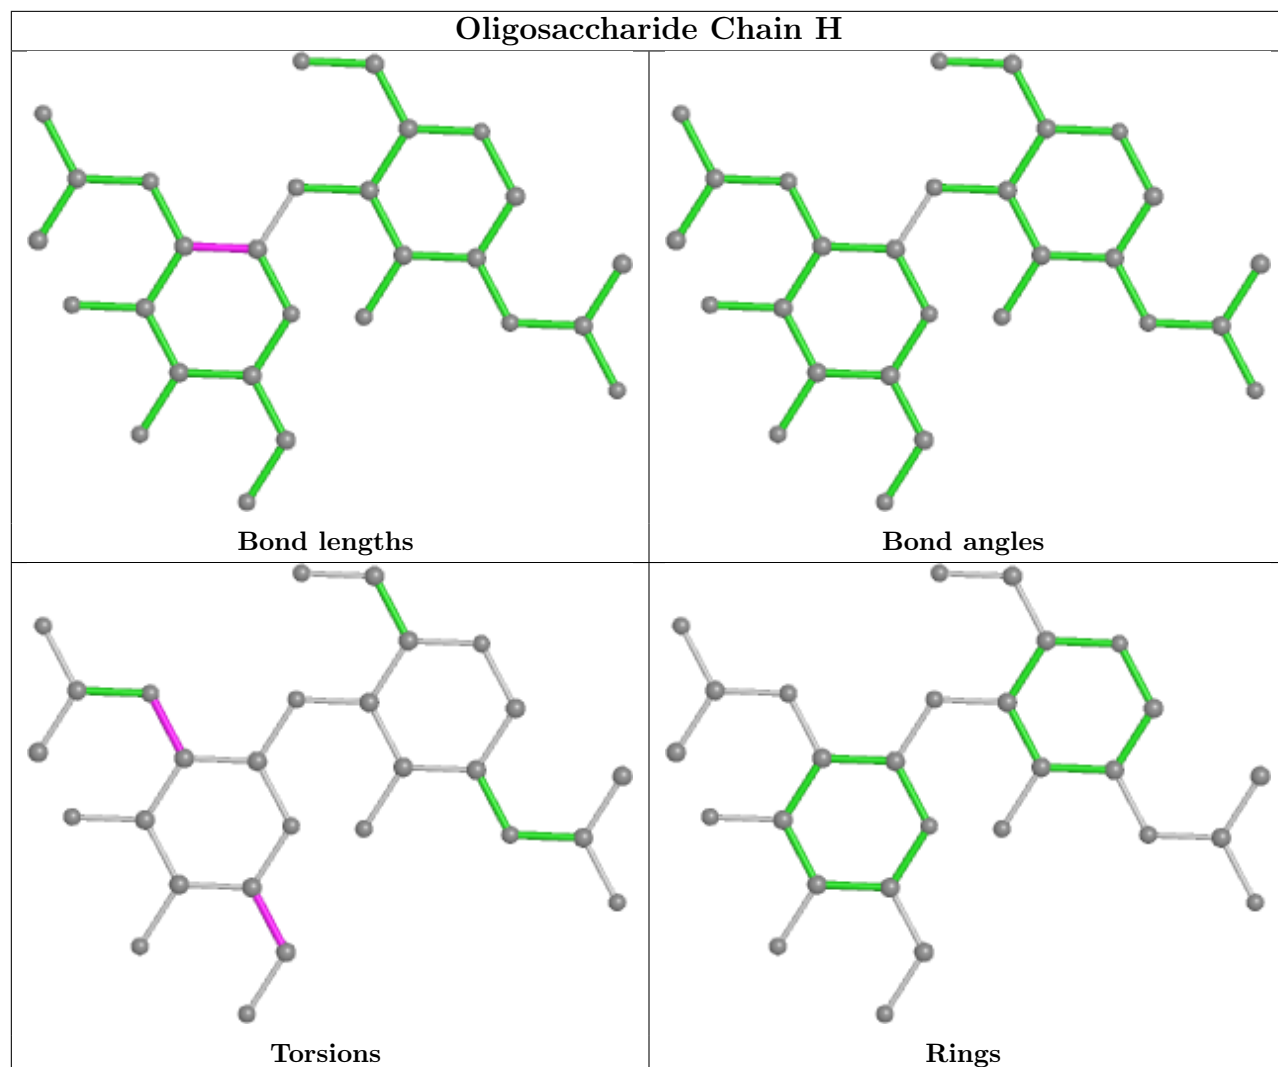 Oligosaccharide Chain H
Bond lengths
Bond angles
Torsions
Rings